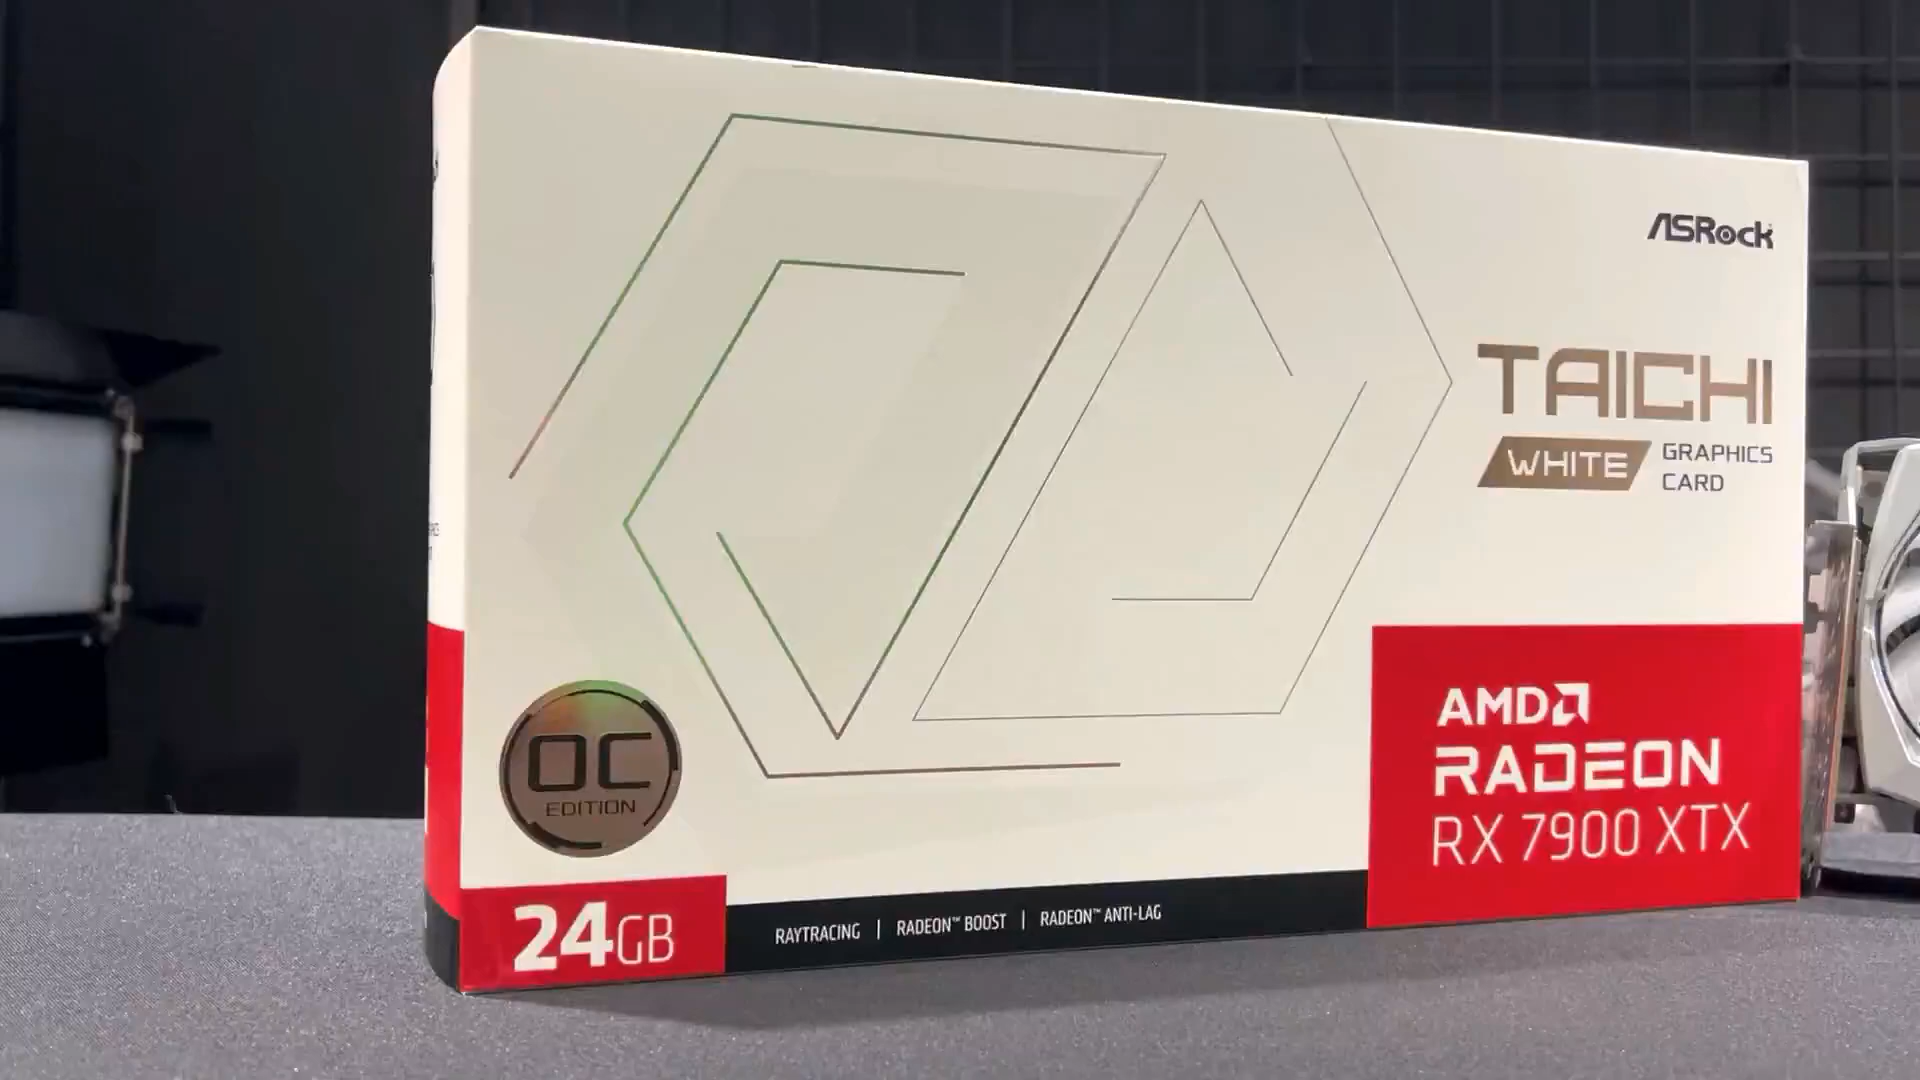 ASRock
TAICHI
WHITE
GRAPHICS
CARD
OC
EDITION
AMD
RADEON
RX 7900 XTX
24GB
RAYTRACING | RADEON™ BOOST | RADEON™ ANTI-LAG